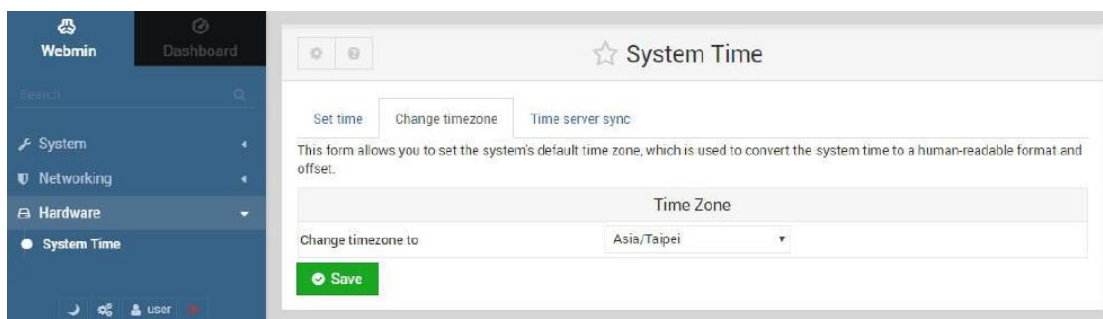 Webmin
Dashboard
Search
System
Networking
Hardware
System Time
user
System Time
Set time
Change timezone
Time server sync
This form allows you to set the system's default time zone, which is used to convert the system time to a human-readable format and
offset.
Time Zone
Change timezone to
Asia/Taipei
Save